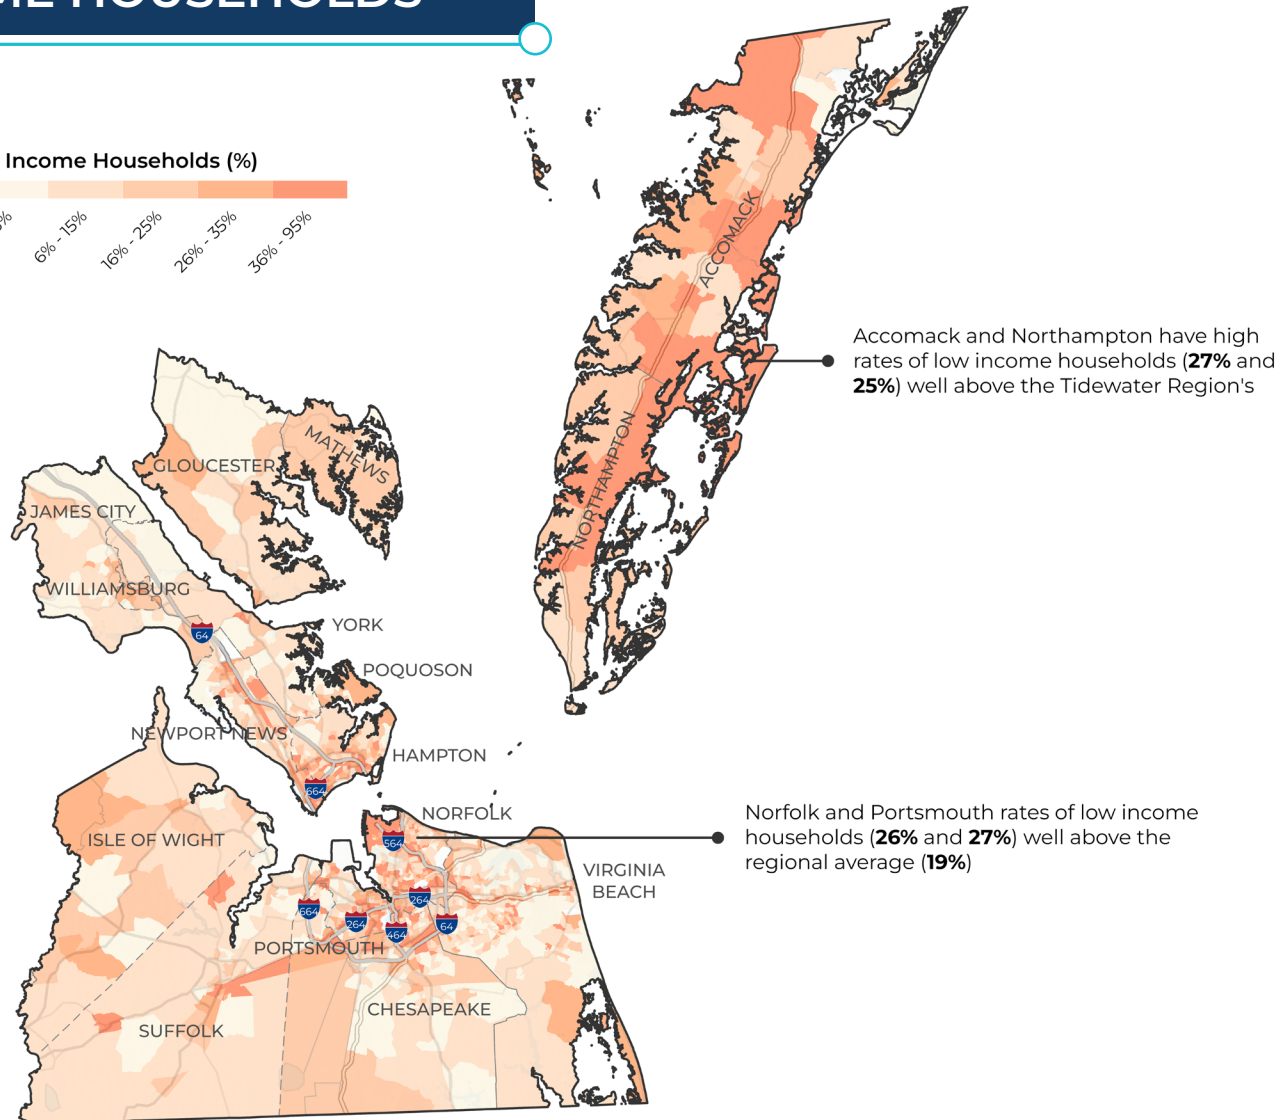 ME HOUSEHOLDS
Income Households (%)
6% - 15%
16% - 25%
26% - 35%
36% - 95%
ACCOMACK
Accomack and Northampton have high
rates of low income households (27% and
25%) well above the Tidewater Region's
NORTHAMPTON
MATHEWS
GLOUCESTER
JAMES CITY
WILLIAMSBURG
YORK
64
POQUOSON
NEWPORT NEWS
HAMPTON
664
NORFOLK
Norfolk and Portsmouth rates of low income
households (26% and 27%) well above the
regional average (19%)
564
ISLE OF WIGHT
VIRGINIA
BEACH
264
664
264
464
64
PORTSMOUTH
CHESAPEAKE
SUFFOLK